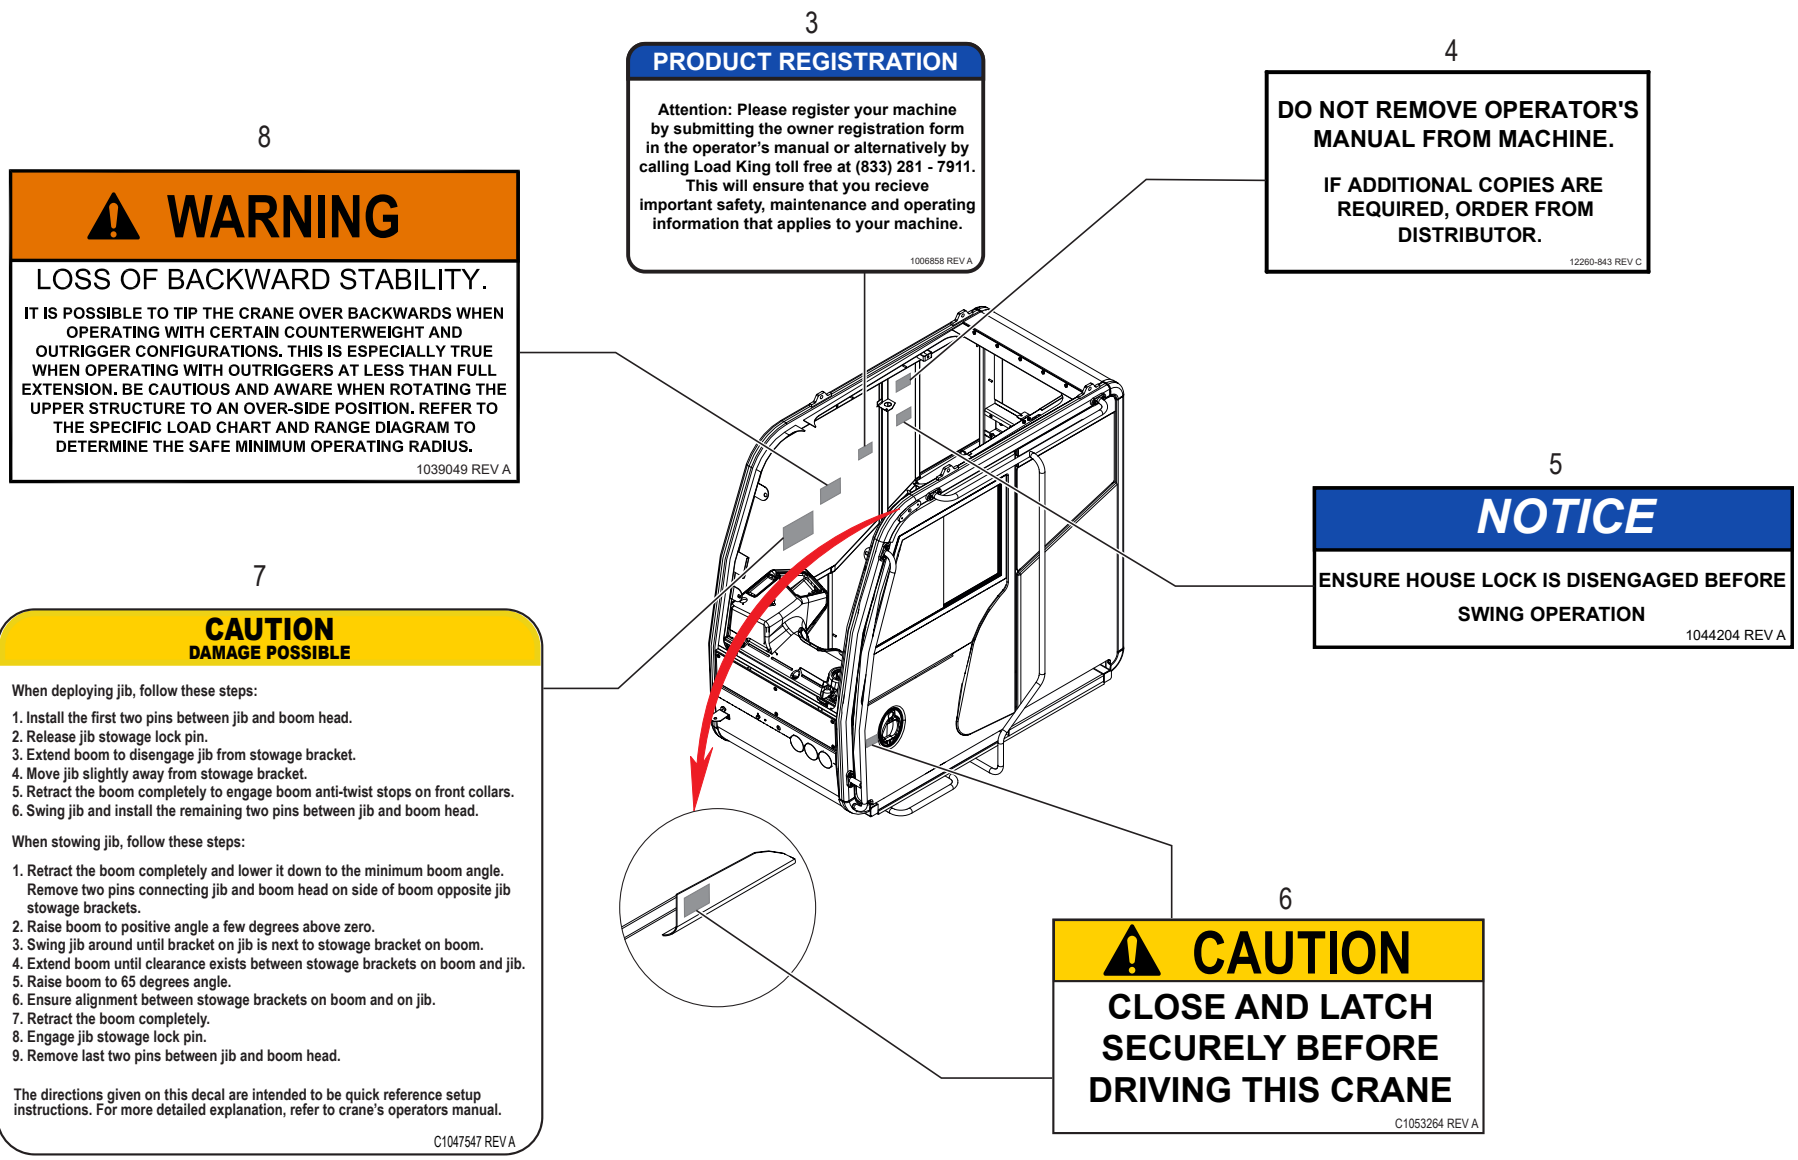 3
PRODUCT REGISTRATION
Attention: Please register your machine
by submitting the owner registration form
in the operator's manual or alternatively by
calling Load King toll free at (833) 281 - 7911.
This will ensure that you recieve
important safety, maintenance and operating
information that applies to your machine.
1006858 REV A
4
DO NOT REMOVE OPERATOR'S
MANUAL FROM MACHINE.
IF ADDITIONAL COPIES ARE
REQUIRED, ORDER FROM
DISTRIBUTOR.
12260-843 REV C
8
WARNING
LOSS OF BACKWARD STABILITY.
IT IS POSSIBLE TO TIP THE CRANE OVER BACKWARDS WHEN
OPERATING WITH CERTAIN COUNTERWEIGHT AND
OUTRIGGER CONFIGURATIONS. THIS IS ESPECIALLY TRUE
WHEN OPERATING WITH OUTRIGGERS AT LESS THAN FULL
EXTENSION. BE CAUTIOUS AND AWARE WHEN ROTATING THE
UPPER STRUCTURE TO AN OVER-SIDE POSITION. REFER TO
THE SPECIFIC LOAD CHART AND RANGE DIAGRAM TO
DETERMINE THE SAFE MINIMUM OPERATING RADIUS.
1039049 REV A
5
NOTICE
ENSURE HOUSE LOCK IS DISENGAGED BEFORE
SWING OPERATION
1044204 REV A
7
CAUTION
DAMAGE POSSIBLE
When deploying jib, follow these steps:
1. Install the first two pins between jib and boom head.
2. Release jib stowage lock pin.
3. Extend boom to disengage jib from stowage bracket.
4. Move jib slightly away from stowage bracket.
5. Retract the boom completely to engage boom anti-twist stops on front collars.
6. Swing jib and install the remaining two pins between jib and boom head.
When stowing jib, follow these steps:
1. Retract the boom completely and lower it down to the minimum boom angle.
Remove two pins connecting jib and boom head on side of boom opposite jib
stowage brackets.
2. Raise boom to positive angle a few degrees above zero.
3. Swing jib around until bracket on jib is next to stowage bracket on boom.
4. Extend boom until clearance exists between stowage brackets on boom and jib.
5. Raise boom to 65 degrees angle.
6. Ensure alignment between stowage brackets on boom and on jib.
7. Retract the boom completely.
8. Engage jib stowage lock pin.
9. Remove last two pins between jib and boom head.
The directions given on this decal are intended to be quick reference setup
instructions. For more detailed explanation, refer to crane's operators manual.
C1047547 REV A
6
CAUTION
CLOSE AND LATCH
SECURELY BEFORE
DRIVING THIS CRANE
C1053264 REV A